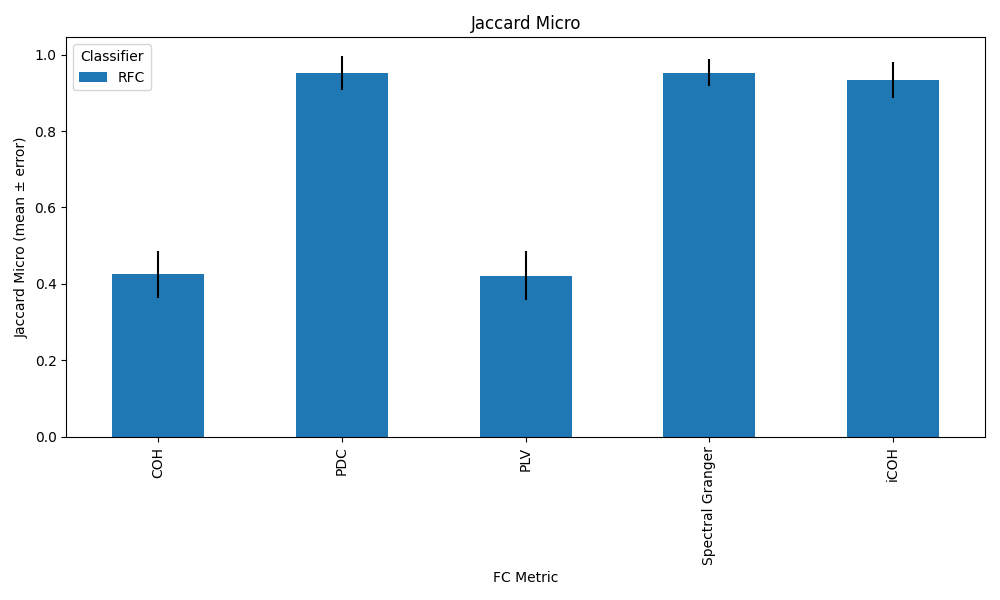 Jaccard Micro
Classifier
RFC
Jaccard Micro (mean ± error)
1.0
0.8
0.6
0.4
0.2
0.0
COH
PDC
PLV
Spectral Granger
iCOH
FC Metric